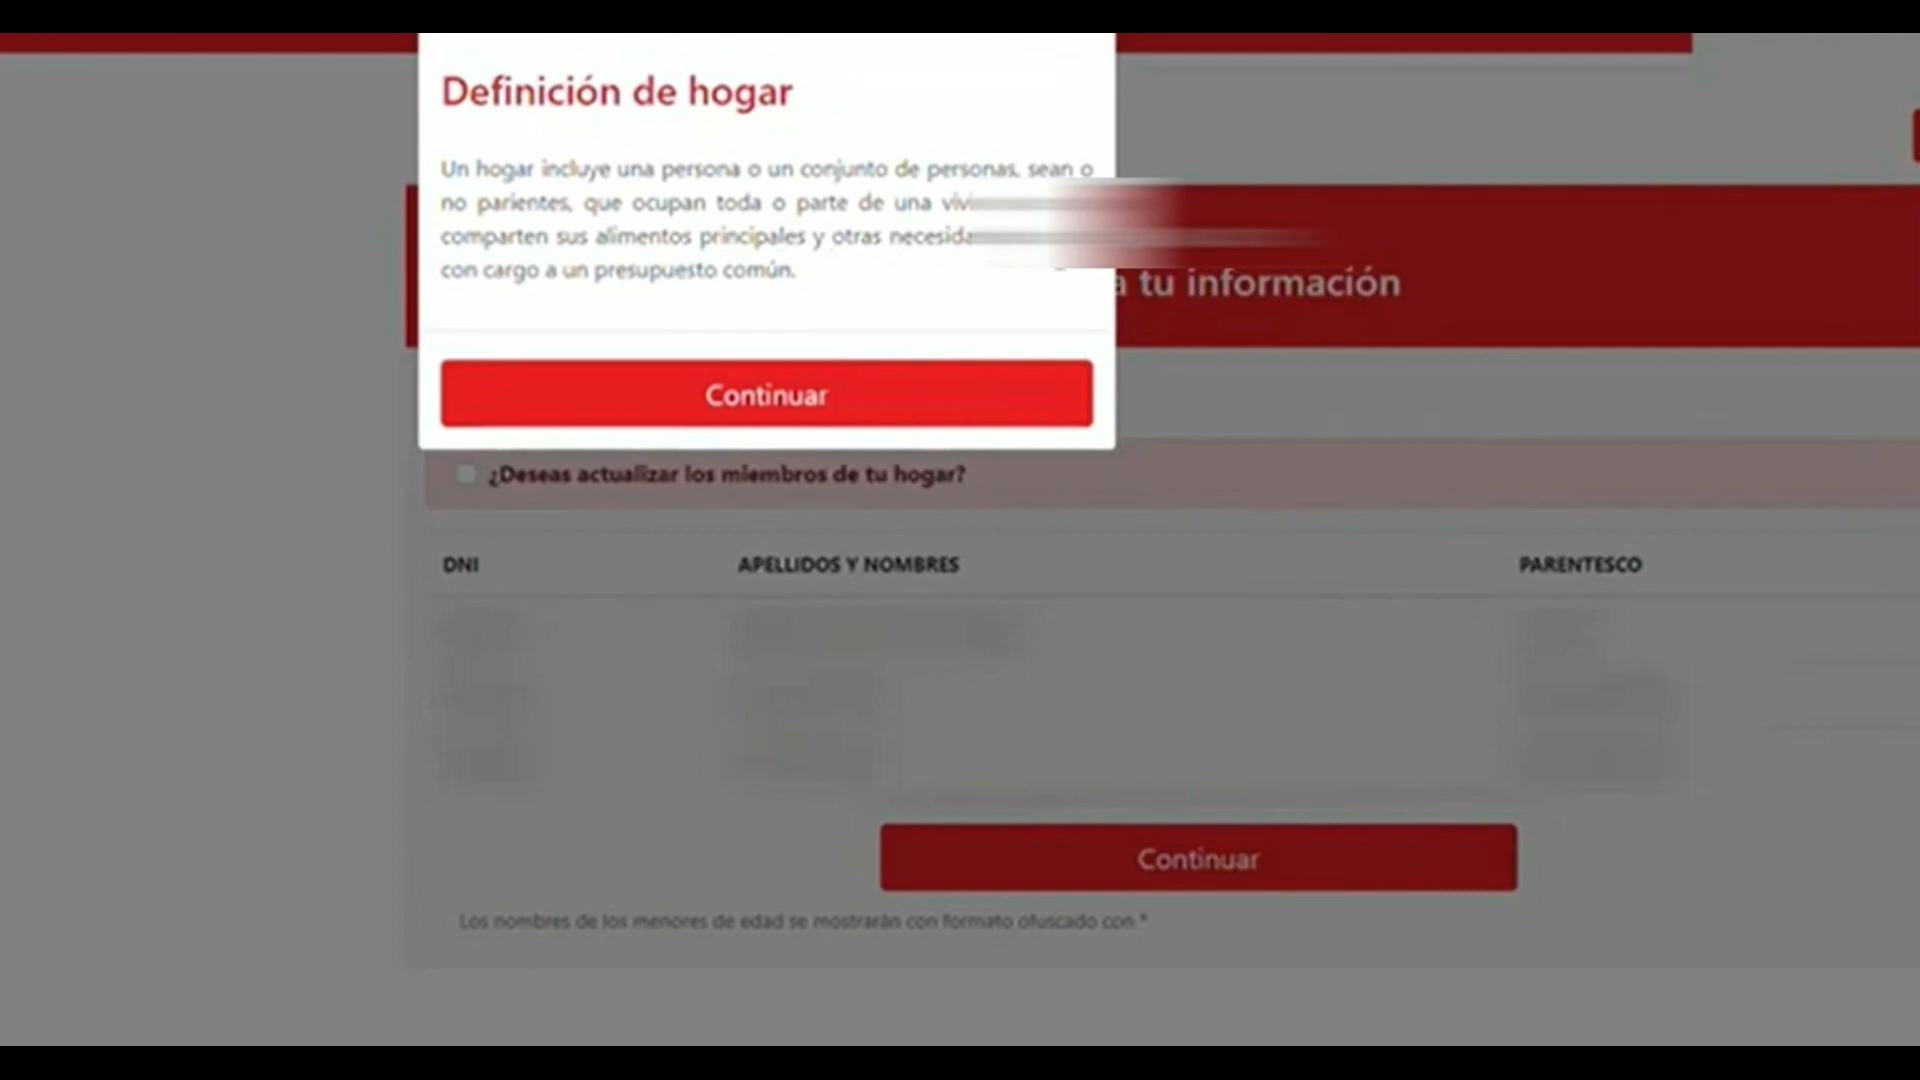 Definición de hogar
Un hogar incluye una persona o un conjunto de personas, sean o
no parientes, que ocupan toda o parte de una
comparten sus alimentos principales y otras
con cargo a un presupuesto común.
tu información
Continuar
¿Deseas actualizar los miembros de tu hogar?
DNI APELLIDOS Y NOMBRES PARENTESCO
Continuar
Los nombres de los menores de edad se mostrarán con formato ofuscado con *